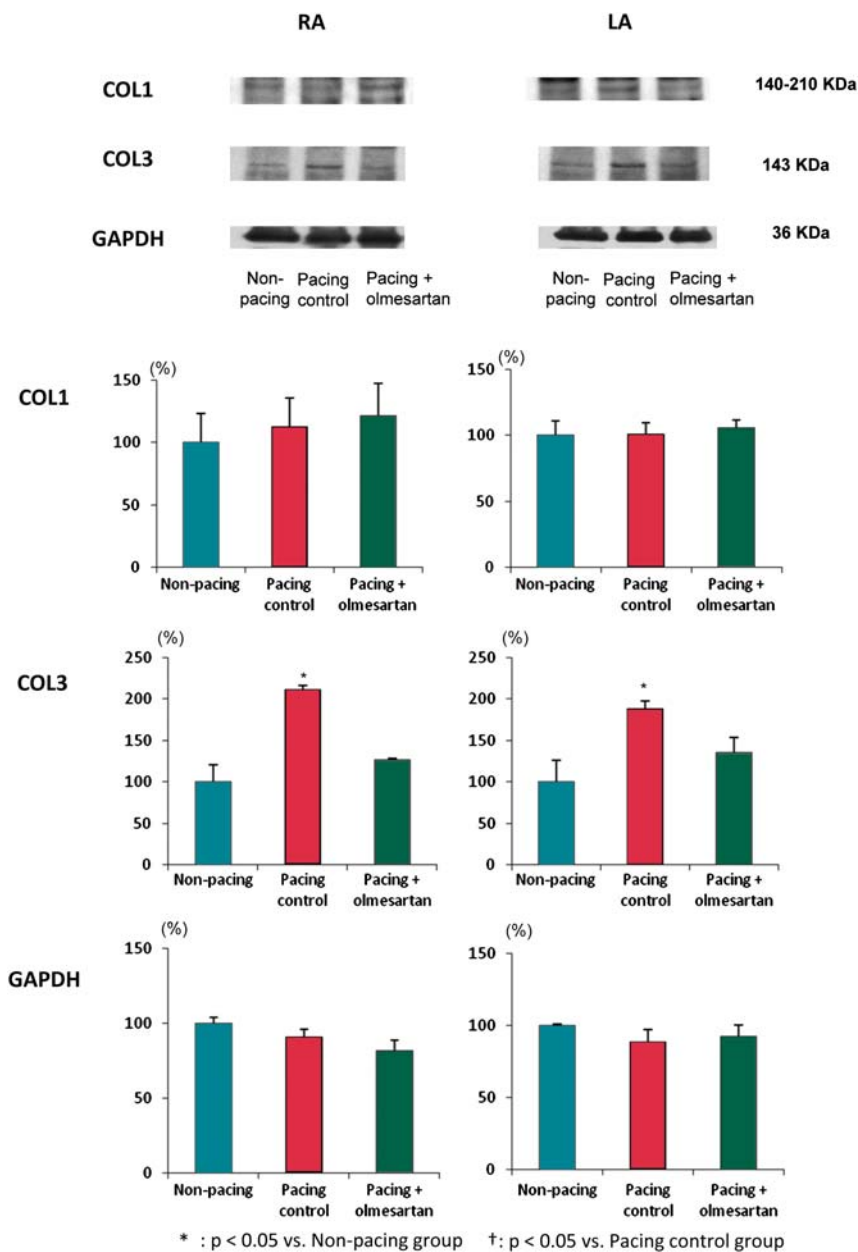 RA LA
COL1 140-210 KDa
COL3 143 KDa
GAPDH 36 KDa
Non- Pacing Pacing + Non- Pacing Pacing +
pacing control olmesartan pacing control olmesartan
COL1
(%) (%)
150 150
100 100
50 50
0 0
Non-pacing Pacing Pacing + Non-pacing Pacing Pacing +
control olmesartan control olmesartan
COL3
(%) (%)
250 250
200 200
150 150
100 100
50 50
0 0
* *
Non-pacing Pacing Pacing + Non-pacing Pacing Pacing +
control olmesartan control olmesartan
GAPDH
(%) (%)
150 150
100 100
50 50
0 0
Non-pacing Pacing Pacing + Non-pacing Pacing Pacing +
control olmesartan control olmesartan
* : p < 0.05 vs. Non-pacing group †: p < 0.05 vs. Pacing control group